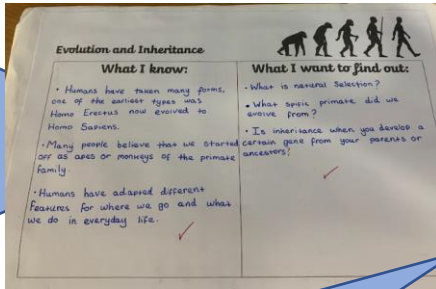 Evolution and Inheritance
What I know:
• Humans have taken many forms,
one of the earliest types was
Homo Erectus now evolved to
Homo Sapiens.
• Many people believe that we started
off as apes or monkeys of the primate
family.
• Humans have adapted different
features for where we go and what
we do in everyday life.
What I want to find out:
• What is natural Selection?
• What spific primate did we
evolve from?
• Is inheritance when you develop a
certain gene from your parents or
ancestors?